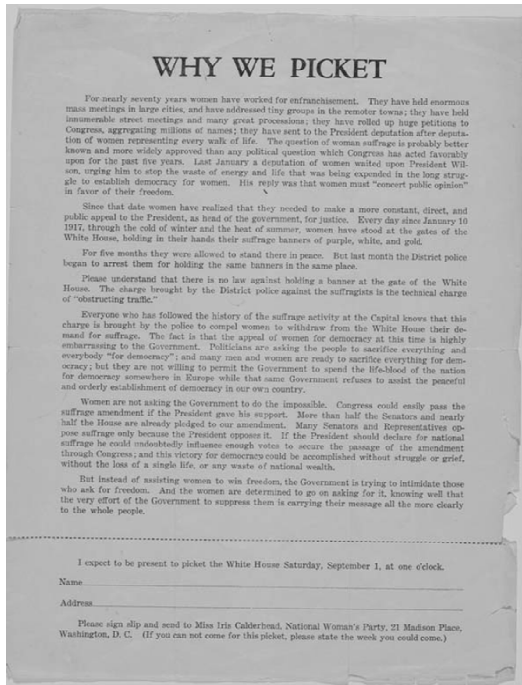 WHY WE PICKET
For nearly seventy years women have worked for enfranchisement. They have held enormous
mass meetings in large cities, and have addressed tiny groups in the remoter towns; they have held
innumerable street meetings and many great processions; they have rolled up huge petitions to
Congress, aggregating millions of names; they have sent to the President deputation after deputa-
tion of women representing every walk of life. The question of woman suffrage is probably better
known and more widely approved than any political question which Congress has acted favorably
upon for the past five years. Last January a deputation of women waited upon President Wil-
son, urging him to stop the waste of energy and life that was being expended in the long strug-
gle to establish democracy for women. His reply was that women must "concert public opinion"
in favor of their freedom.
Since that date women have realized that they needed to make a more constant, direct, and
public appeal to the President, as head of the government, for justice. Every day since January 10
1917, through the cold of winter and the heat of summer, women have stood at the gates of the
White House, holding in their hands their suffrage banners of purple, white, and gold.
For five months they were allowed to stand there in peace. But last month the District police
began to arrest them for holding the same banners in the same place.
Please understand that there is no law against holding a banner at the gate of the White
House. The charge brought by the District police against the suffragists is the technical charge
of "obstructing traffic."
Everyone who has followed the history of the suffrage activity at the Capital knows that this
charge is brought by the police to compel women to withdraw from the White House their de-
mand for suffrage. The fact is that the appeal of women for democracy at this time is highly
embarrassing to the Government. Politicians are asking the people to sacrifice everything and
everybody "for democracy"; and many men and women are ready to sacrifice everything for dem-
ocracy; but they are not willing to permit the Government to spend the life-blood of the nation
for democracy somewhere in Europe while that same Government refuses to assist the peaceful
and orderly establishment of democracy in our own country.
Women are not asking the Government to do the impossible. Congress could easily pass the
suffrage amendment if the President gave his support. More than half the Senators and nearly
half the House are already pledged to our amendment. Many Senators and Representatives op-
pose suffrage only because the President opposes it. If the President should declare for national
suffrage he could undoubtedly influence enough votes to secure the passage of the amendment
through Congress; and this victory for democracy could be accomplished without struggle or grief,
without the loss of a single life, or any waste of national wealth.
But instead of assisting women to win freedom, the Government is trying to intimidate those
who ask for freedom. And the women are determined to go on asking for it, knowing well that
the very effort of the Government to suppress them is carrying their message all the more clearly
to the whole people.
I expect to be present to picket the White House Saturday, September 1, at one o'clock.
Name
Address
Please sign slip and send to Miss Iris Calderhead, National Woman's Party, 21 Madison Place,
Washington, D. C. (If you can not come for this picket, please state the week you could come.)